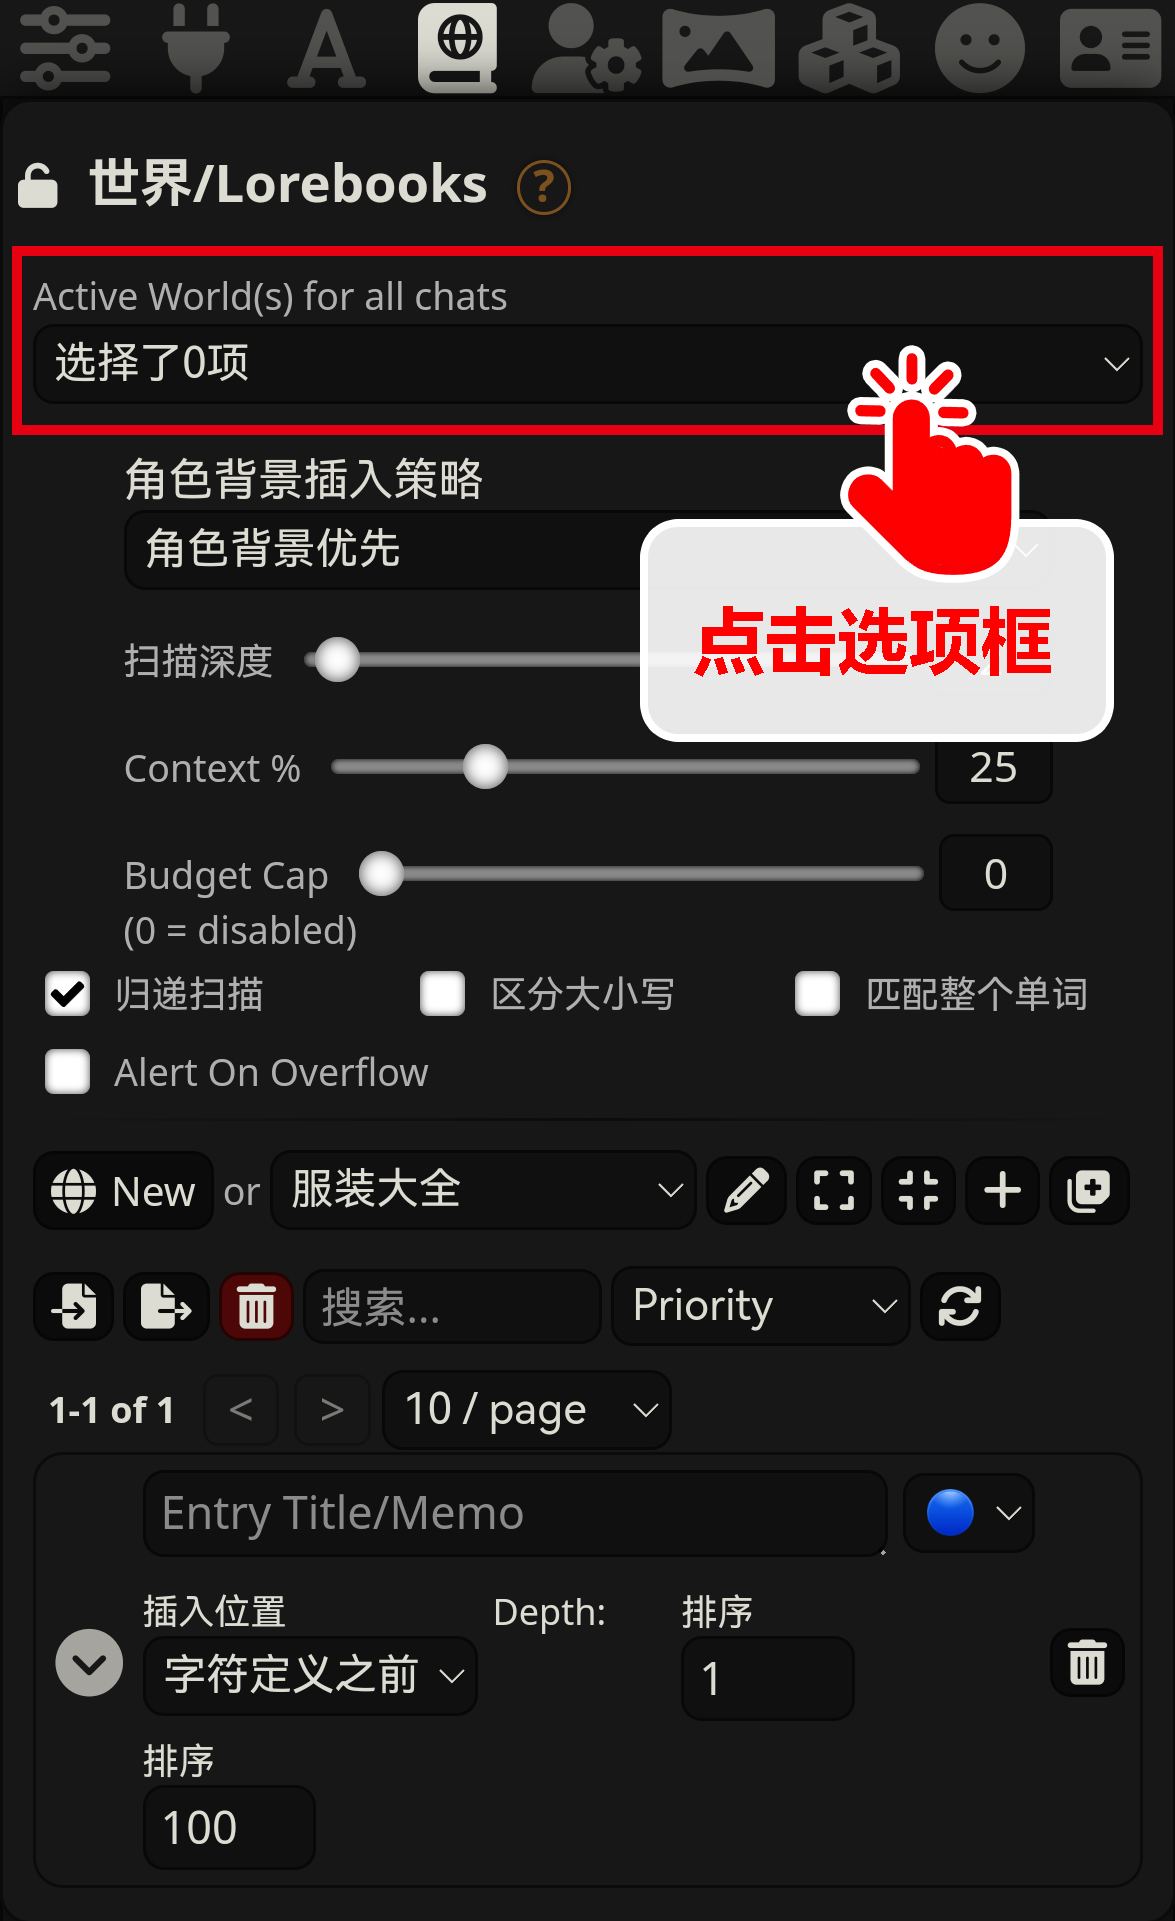 世界/Lorebooks ?
Active World(s) for all chats
选择了0项
角色背景插入策略
角色背景优先
点击选项框
扫描深度
Context % 25
Budget Cap 0
(0 = disabled)
归递扫描 区分大小写 匹配整个单词
Alert On Overflow
New or 服装大全
搜索... Priority
1-1 of 1 < > 10 / page
Entry Title/Memo
插入位置 Depth: 排序
字符定义之前 1
排序
100